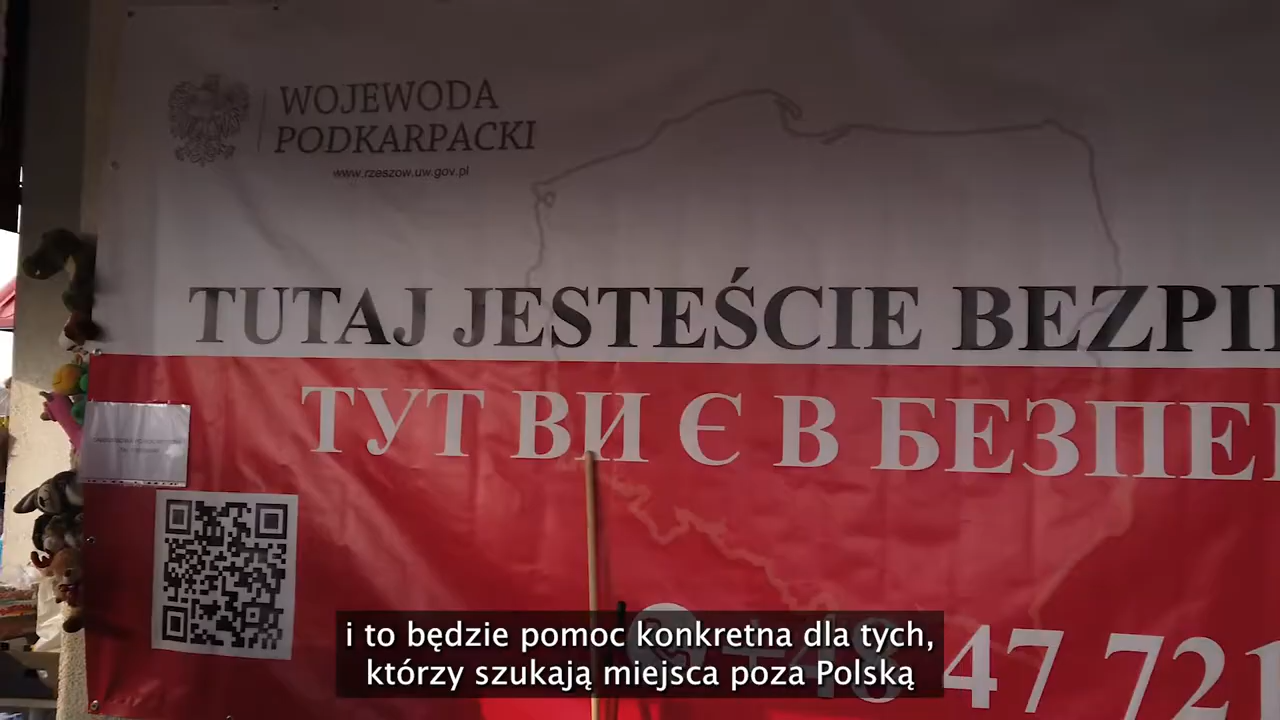 WOJEWODA
PODKARPACKI
www.rzeszow.uw.gov.pl
TUTAJ JESTEŚCIE BEZPI
ТУТ ВИ Є В БЕЗПЕ
+48 47 721
i to będzie pomoc konkretna dla tych,
którzy szukają miejsca poza Polską